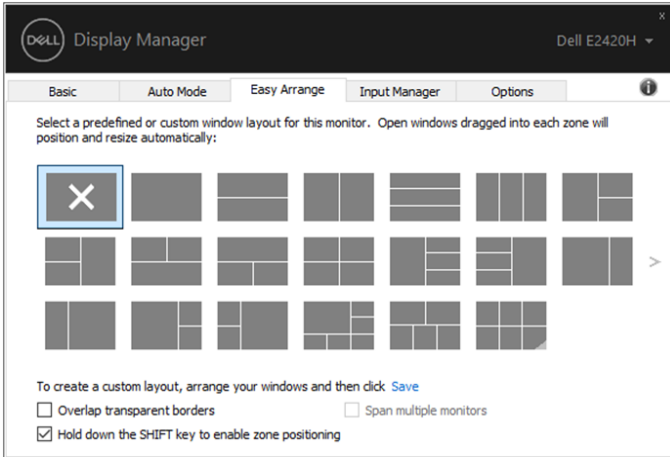 DELL Display Manager
x
Dell E2420H
Basic Auto Mode Easy Arrange Input Manager Options
Select a predefined or custom window layout for this monitor. Open windows dragged into each zone will
position and resize automatically:
>
To create a custom layout, arrange your windows and then click Save
Overlap transparent borders Span multiple monitors
Hold down the SHIFT key to enable zone positioning